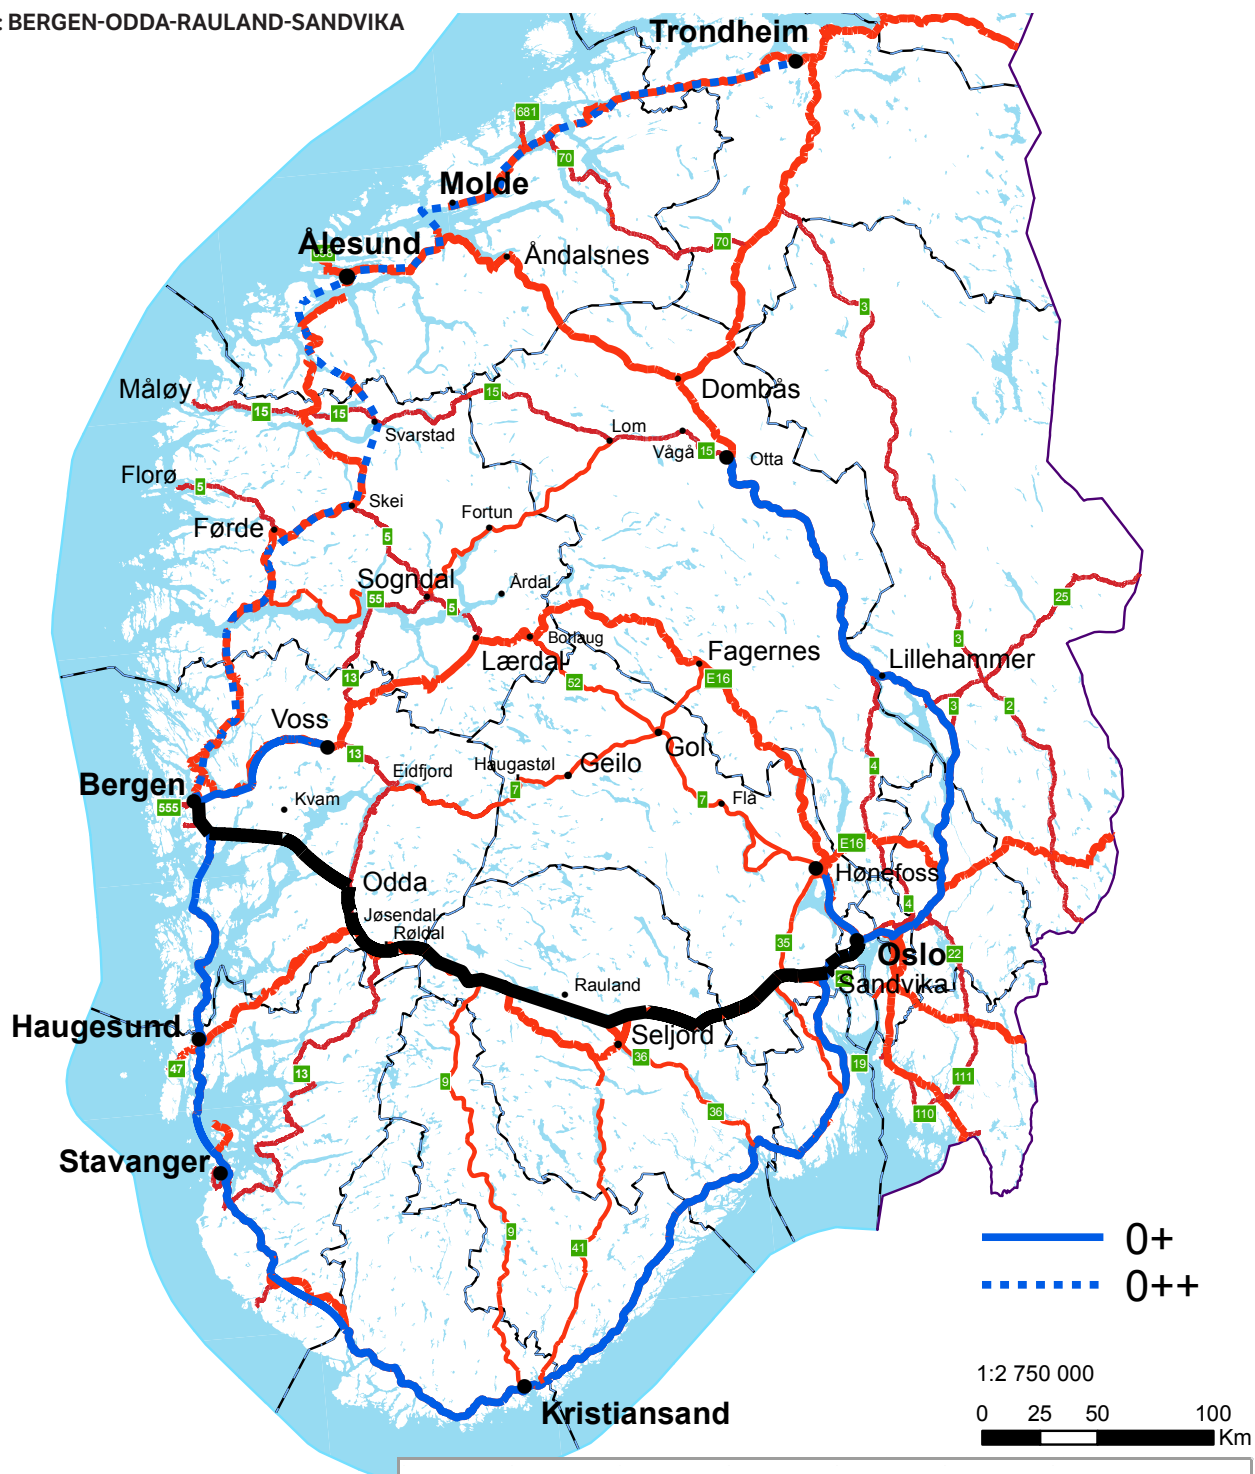 : BERGEN-ODDA-RAULAND-SANDVIKA
Trondheim
681
70
Molde
Ålesund
70
Åndalsnes
3
Måløy
15
15
15
Dombås
Svarstad
Lom
Vågå
15
Otta
Florø
5
Skei
Førde
Fortun
5
Sogndal
Årdal
55
5
25
Borlaug
3
Lærdal
Fagernes
Lillehammer
13
52
E16
3
2
Voss
13
Gol
Haugastøl
Geilo
4
Eidfjord
Bergen
7
7
Flå
555
Kvam
E16
Odda
Hønefoss
4
Jøsendal
Røldal
35
Oslo
22
Rauland
Sandvika
Haugesund
Seljord
36
19
47
13
9
111
36
110
Stavanger
9
41
0+
0++
1:2 750 000
0 25 50 100
Km
Kristiansand